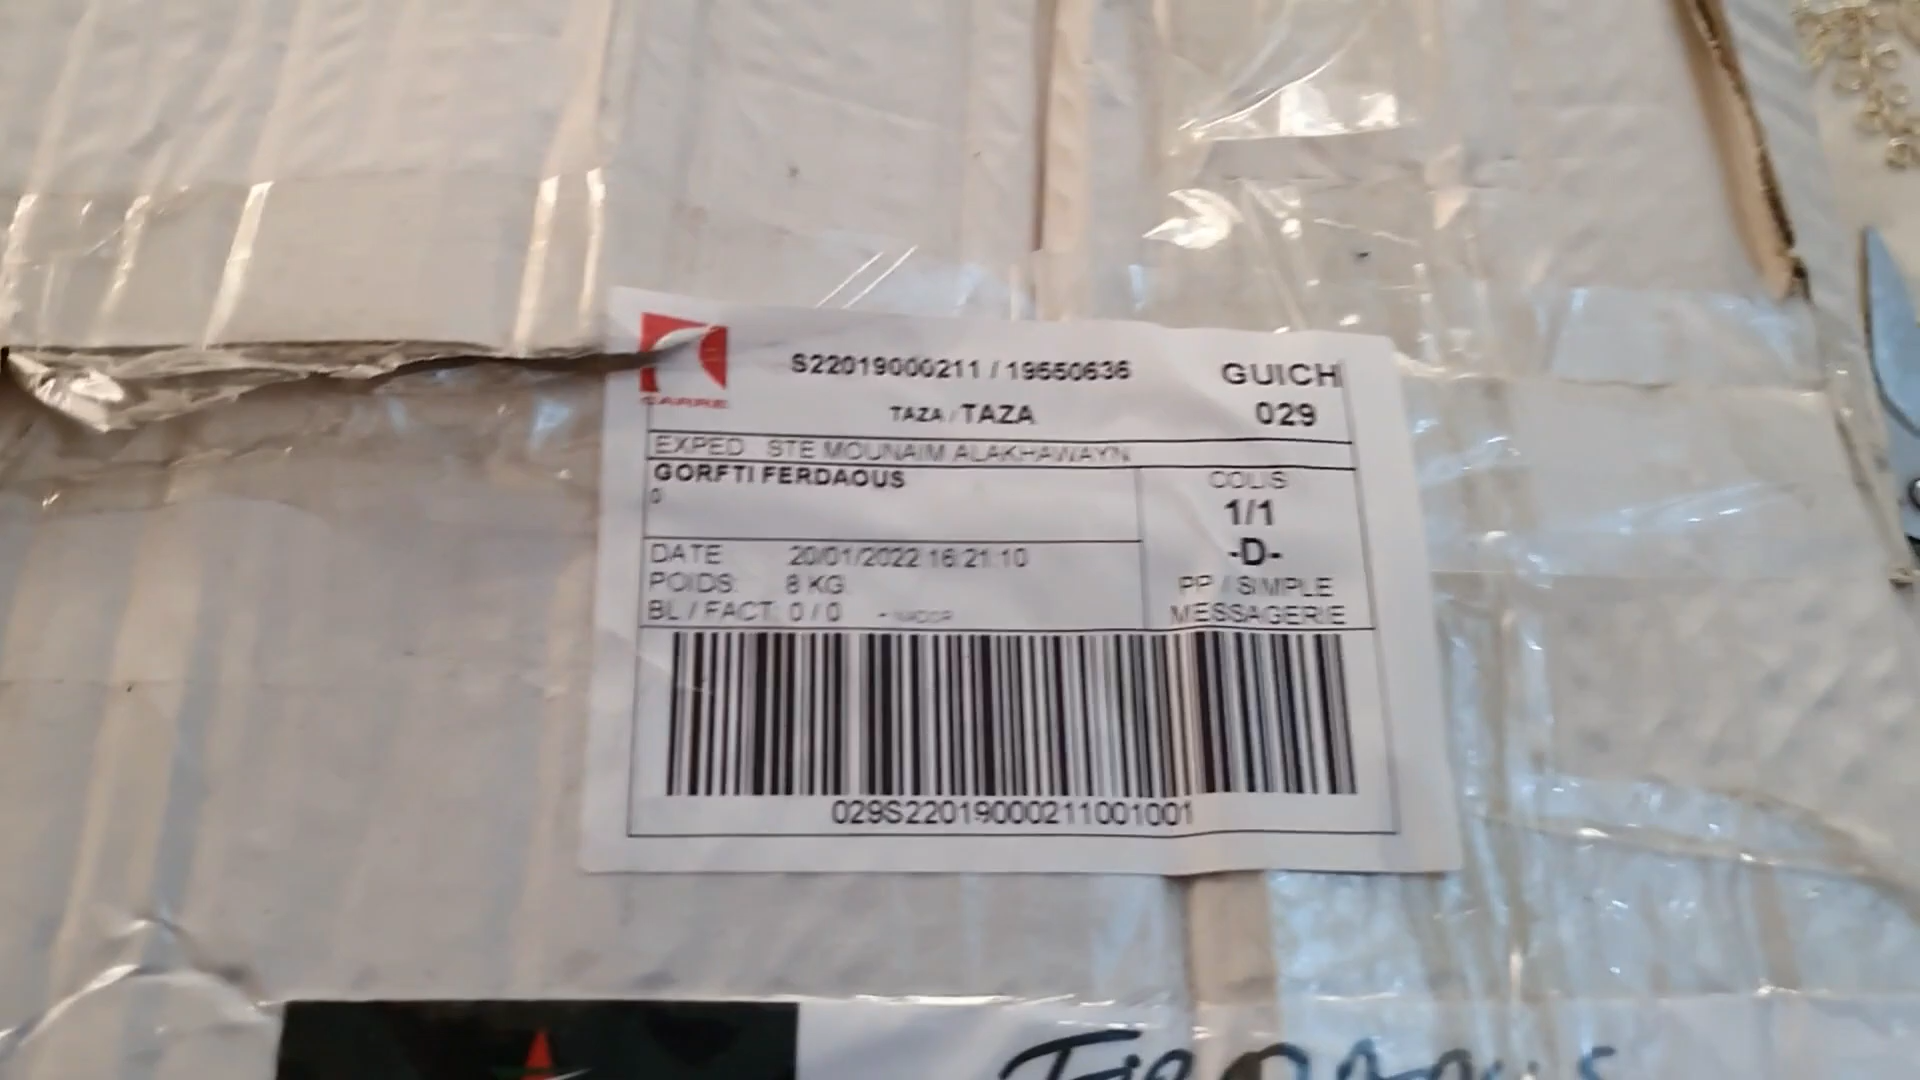 CARRE
S22019000211 / 19550636
GUICH
TAZA / TAZA
029
EXPED STE MOUNAIM ALAKHAWAYN
GORFTI FERDAOUS
0
COLIS
1/1
-D-
PP / SIMPLE
MESSAGERIE
DATE 20/01/2022 16:21:10
POIDS: 8 KG
BL / FACT: 0 / 0
029S22019000211001001